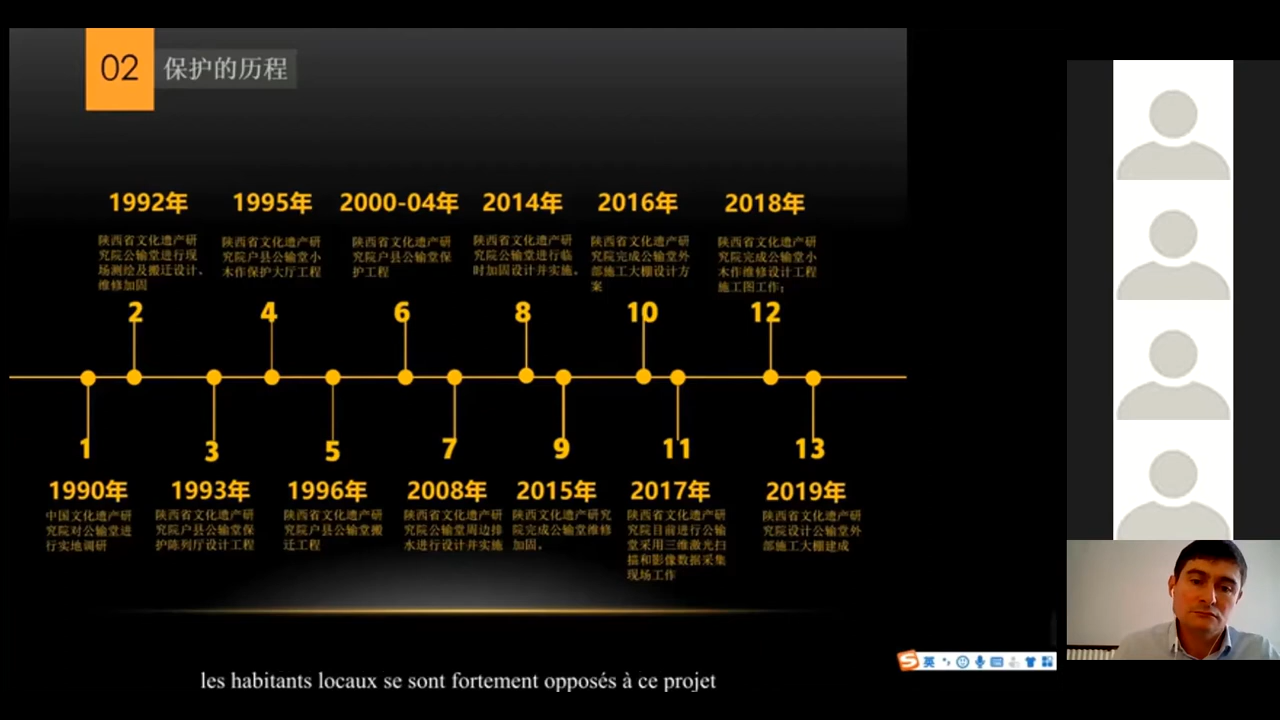 02 保护的历程
1992年 1995年 2000-04年 2014年 2016年 2018年
陕西省文化遗产研
究院公输堂进行现
场测绘及搬迁设计、
维修加固
陕西省文化遗产研
究院户县公输堂小
木作保护大厅工程
陕西省文化遗产研
究院户县公输堂保
护工程
陕西省文化遗产研
究院公输堂进行临
时加固设计并实施。
陕西省文化遗产研
究院完成公输堂外
部施工大棚设计方
案
陕西省文化遗产研
究院完成公输堂小
木作维修设计工程
施工图工作；
2 4 6 8 10 12
1 3 5 7 9 11 13
1990年 1993年 1996年 2008年 2015年 2017年 2019年
中国文化遗产研
究院对公输堂进
行实地调研
陕西省文化遗产研
究院户县公输堂保
护陈列厅设计工程
陕西省文化遗产研
究院户县公输堂搬
迁工程
陕西省文化遗产研
究院公输堂周边排
水进行设计并实施
陕西文化遗产研究
院完成公输堂维修
加固。
陕西省文化遗产研
究院目前进行公输
堂采用三维激光扫
描和影像数据采集
现场工作
陕西省文化遗产研
究院设计公输堂外
部施工大棚建成
S 英
les habitants locaux se sont fortement opposés à ce projet